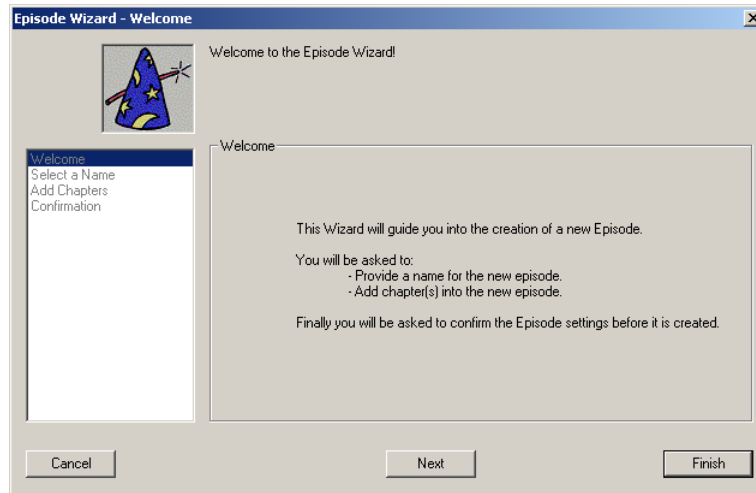 Episode Wizard - Welcome
Welcome to the Episode Wizard!
Welcome
Select a Name
Add Chapters
Confirmation
Welcome
This Wizard will guide you into the creation of a new Episode.
You will be asked to:
- Provide a name for the new episode.
- Add chapter(s) into the new episode.
Finally you will be asked to confirm the Episode settings before it is created.
Cancel
Next
Finish